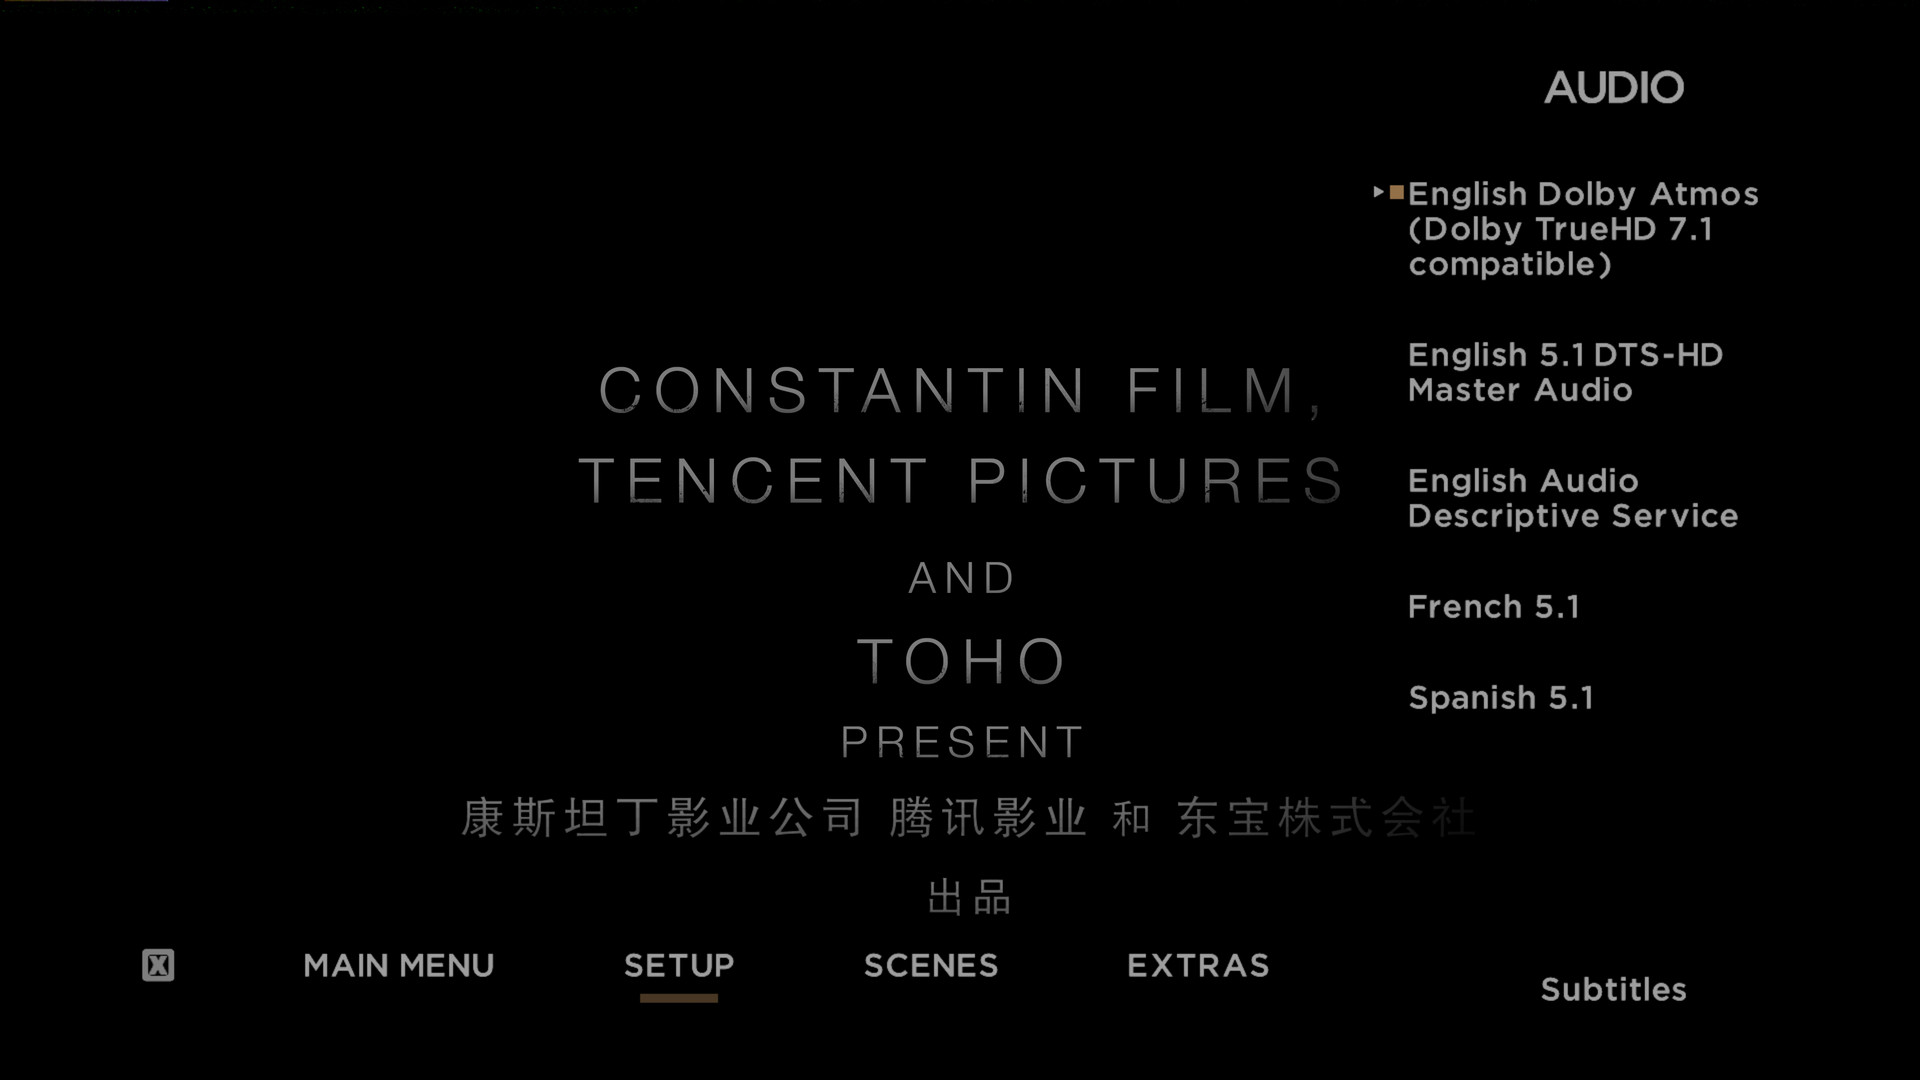 AUDIO
English Dolby Atmos
(Dolby TrueHD 7.1
compatible)
English 5.1 DTS-HD
Master Audio
English Audio
Descriptive Service
French 5.1
Spanish 5.1
CONSTANTIN FILM,
TENCENT PICTURES
AND
TOHO
PRESENT
康斯坦丁影业公司 腾讯影业 和 东宝株式会社
出品
X
MAIN MENU
SETUP
SCENES
EXTRAS
Subtitles